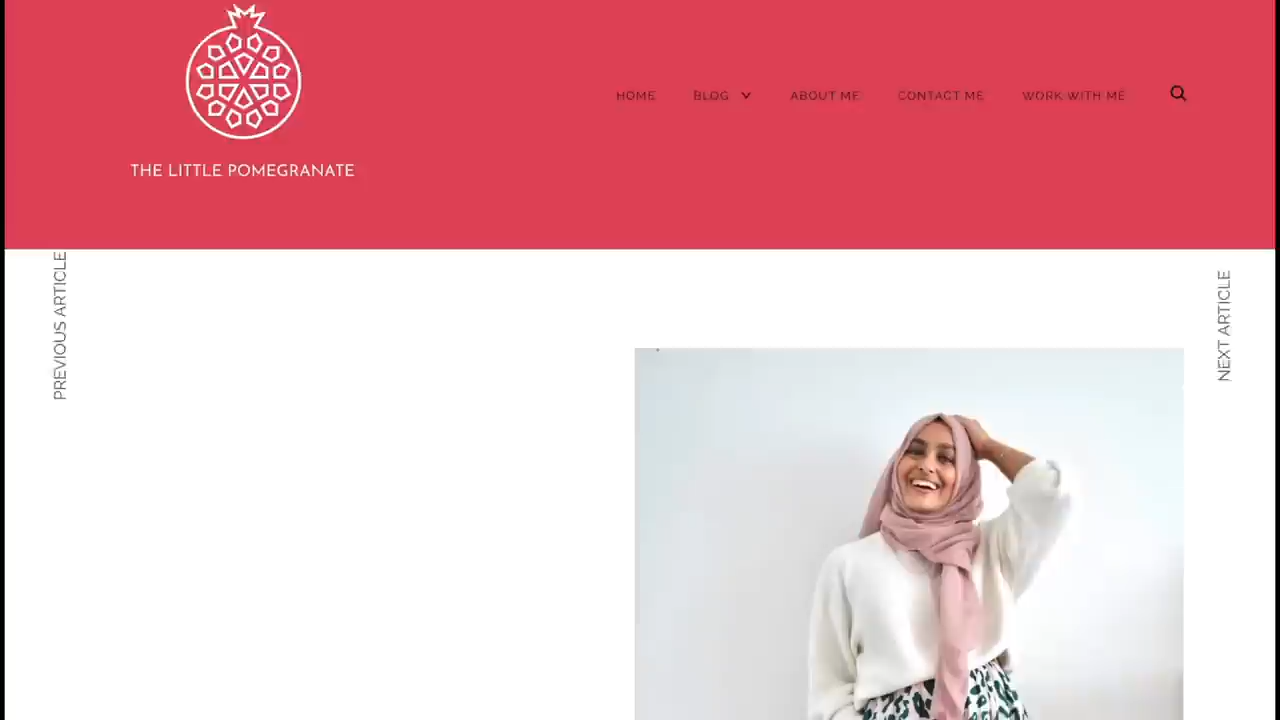 THE LITTLE POMEGRANATE
HOME
BLOG
ABOUT ME
CONTACT ME
WORK WITH ME
PREVIOUS ARTICLE
NEXT ARTICLE